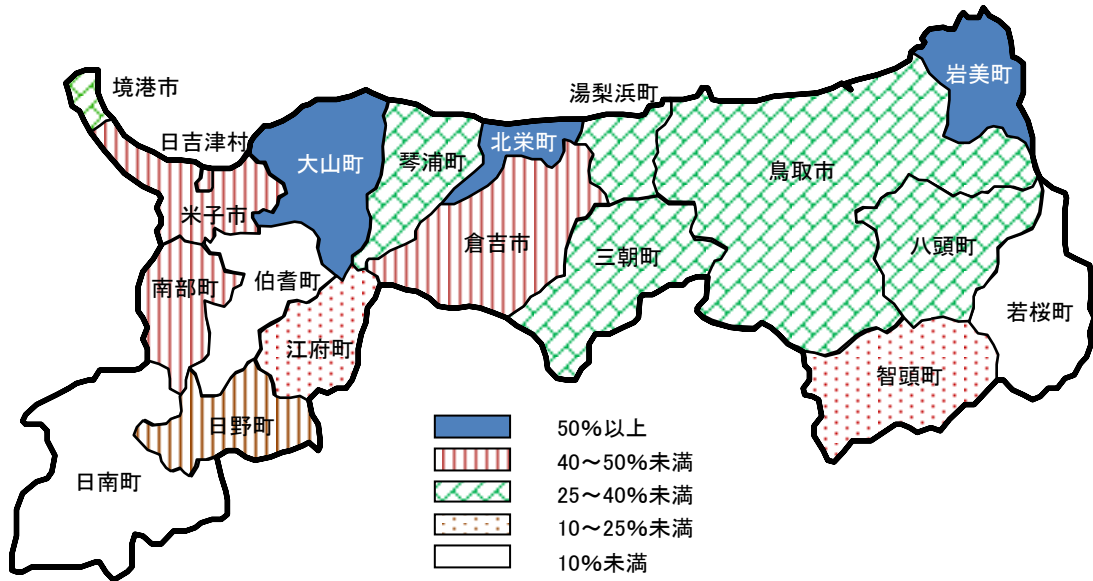 岩美町
境港市
湯梨浜町
日吉津村
北栄町
大山町
琴浦町
鳥取市
米子市
倉吉市
八頭町
三朝町
伯耆町
南部町
若桜町
江府町
智頭町
日野町
日南町
50%以上
40~50%未満
25~40%未満
10~25%未満
10%未満